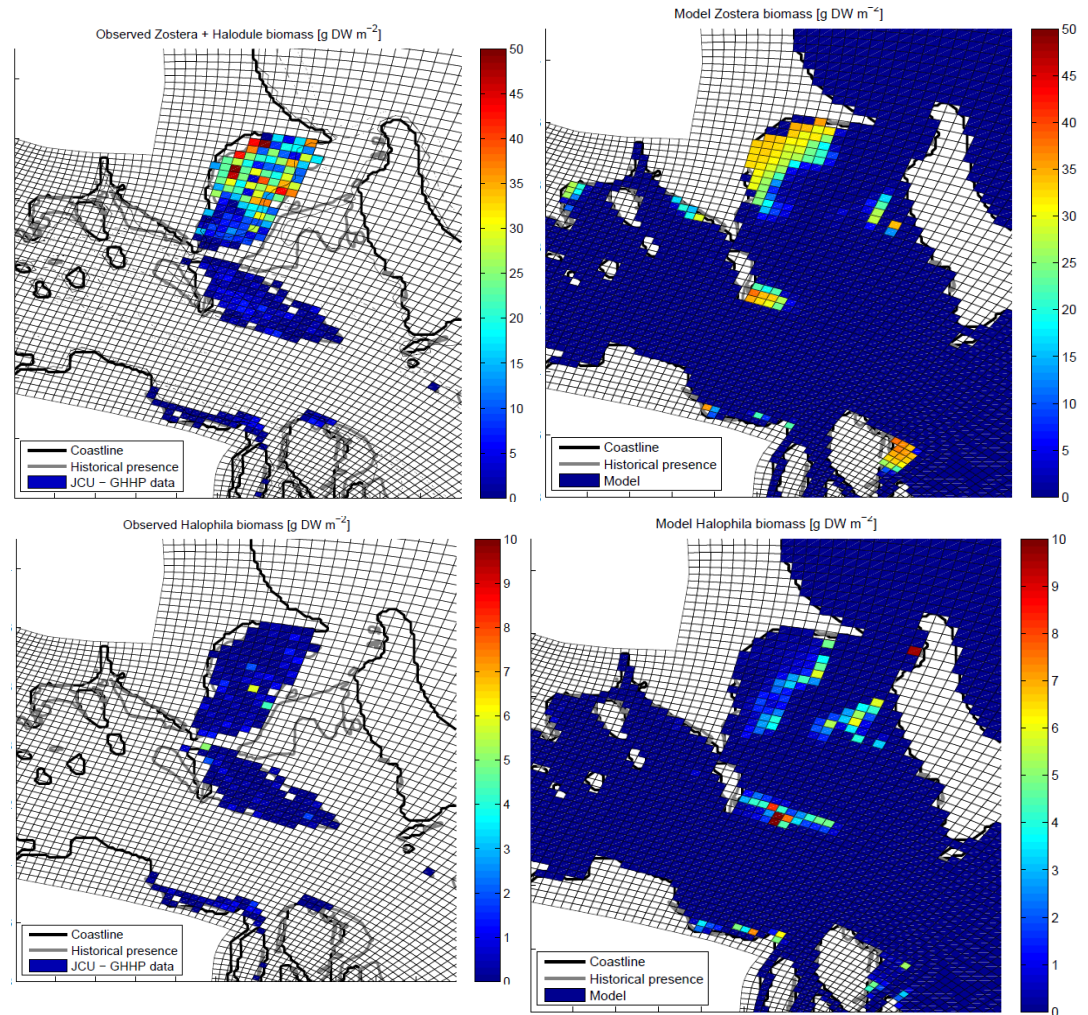 Observed Zostera + Halodule biomass [g DW m⁻²]
50
45
40
35
30
25
20
15
10
5
0
Coastline
Historical presence
JCU − GHHP data
Model Zostera biomass [g DW m⁻²]
50
45
40
35
30
25
20
15
10
5
0
Coastline
Historical presence
Model
Observed Halophila biomass [g DW m⁻²]
10
9
8
7
6
5
4
3
2
1
0
Coastline
Historical presence
JCU − GHHP data
Model Halophila biomass [g DW m⁻²]
10
9
8
7
6
5
4
3
2
1
0
Coastline
Historical presence
Model